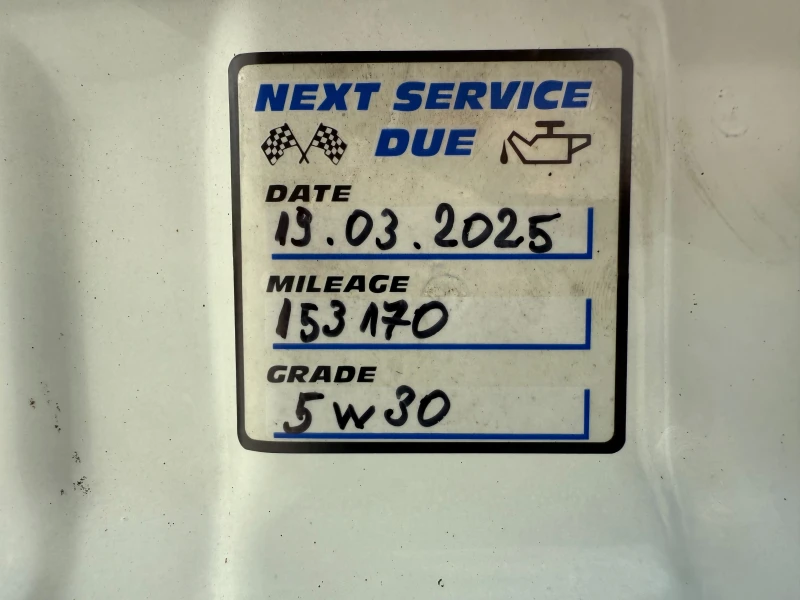 NEXT SERVICE
DUE
DATE
19.03.2025
MILEAGE
153170
GRADE
5w30